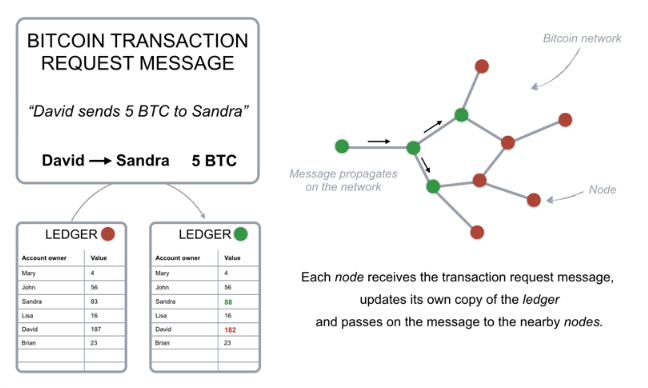 BITCOIN TRANSACTION
REQUEST MESSAGE
“David sends 5 BTC to Sandra”
David → Sandra 5 BTC
LEDGER
Account owner Value
Mary 4
John 56
Sandra 83
Lisa 16
David 187
Brian 23
LEDGER
Account owner Value
Mary 4
John 56
Sandra 88
Lisa 16
David 182
Brian 23
Bitcoin network
Message propagates
on the network
Node
Each node receives the transaction request message,
updates its own copy of the ledger
and passes on the message to the nearby nodes.